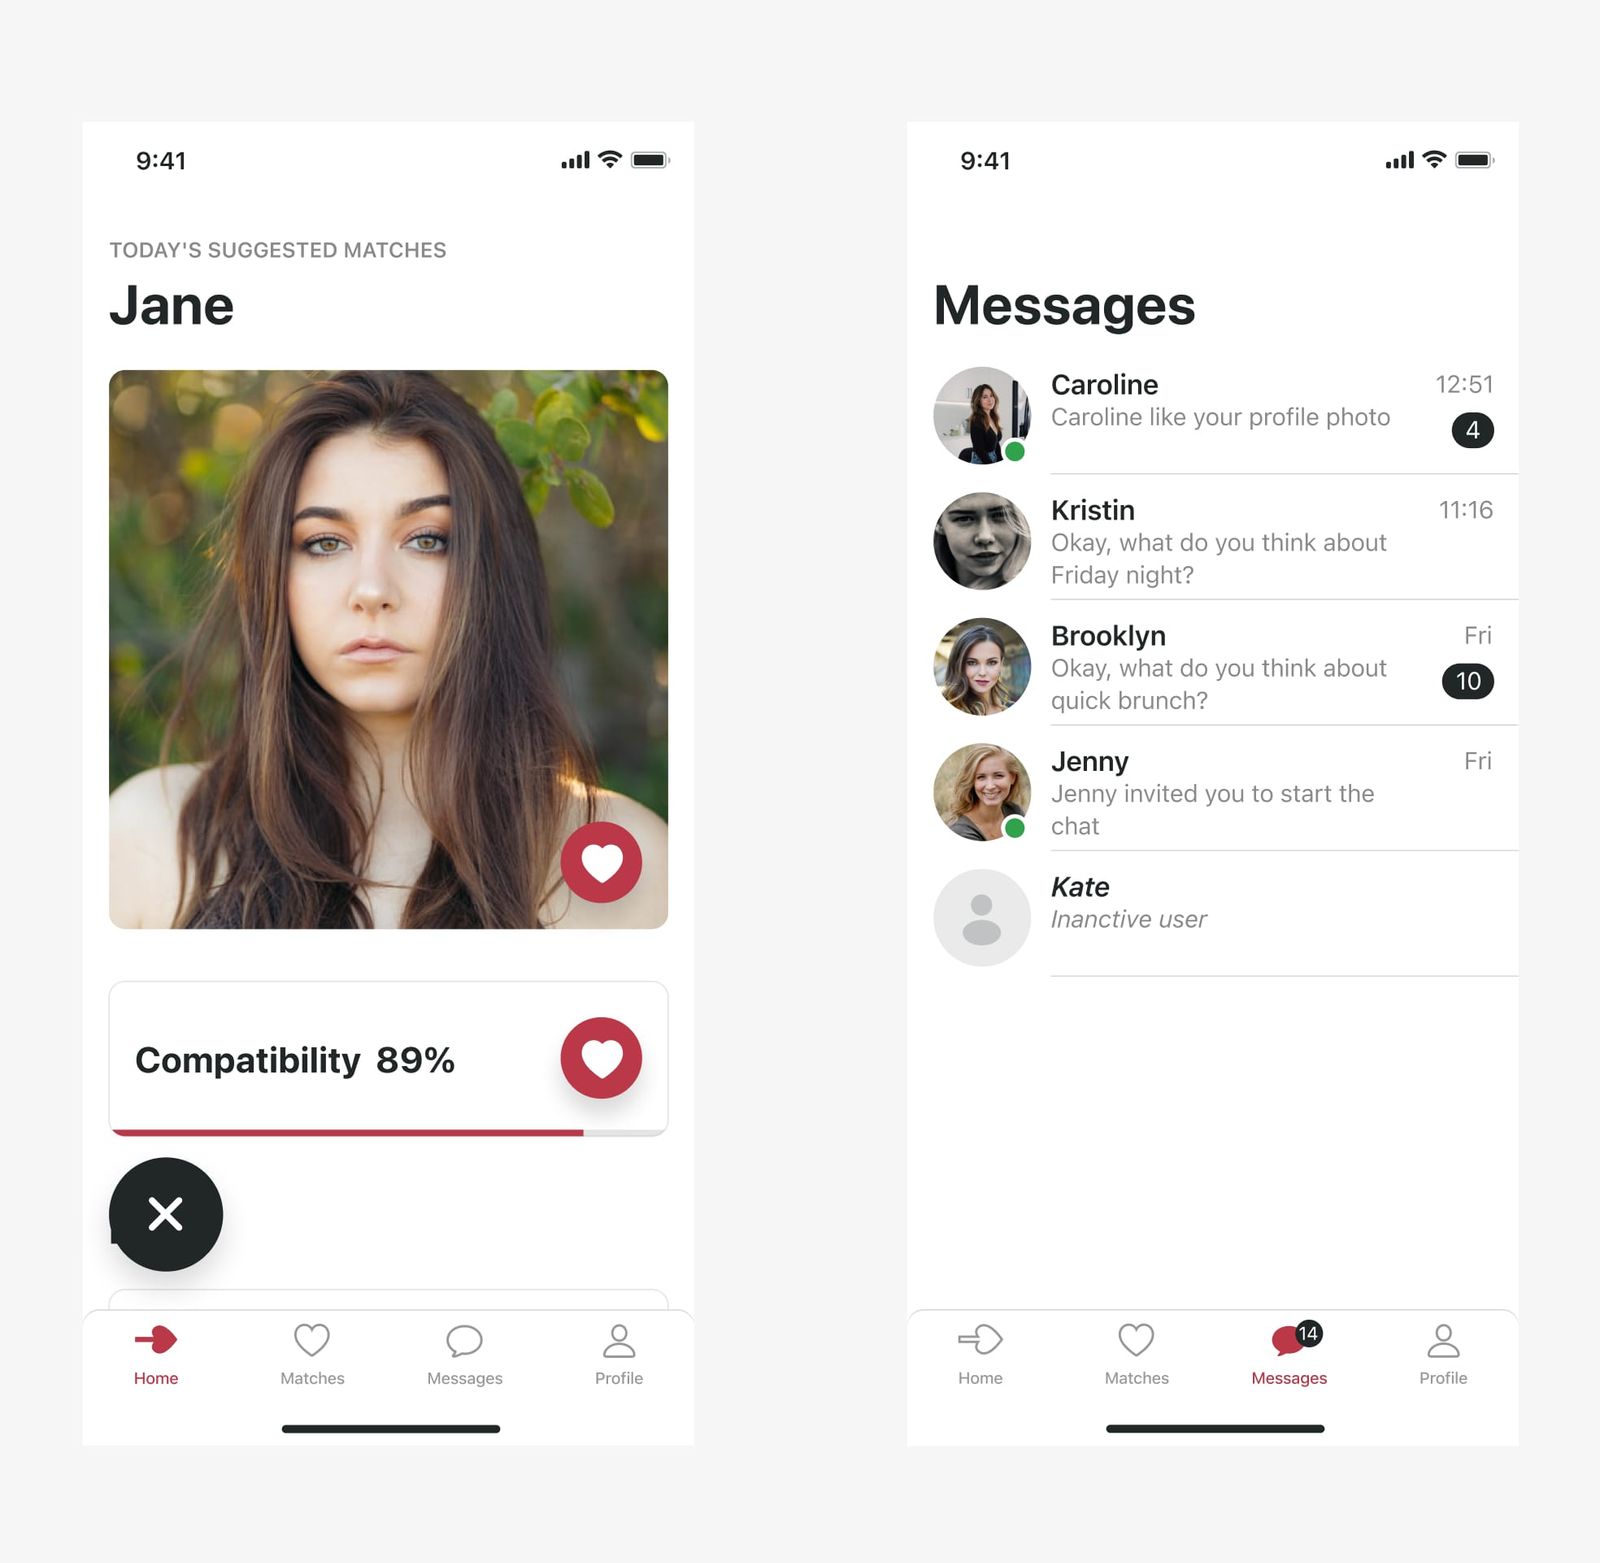 9:41
TODAY'S SUGGESTED MATCHES
Jane
Compatibility 89%
Home Matches Messages Profile
9:41
Messages
Caroline 12:51
Caroline like your profile photo 4
Kristin 11:16
Okay, what do you think about
Friday night?
Brooklyn Fri
Okay, what do you think about 10
quick brunch?
Jenny Fri
Jenny invited you to start the
chat
Kate
Inanctive user
14
Home Matches Messages Profile